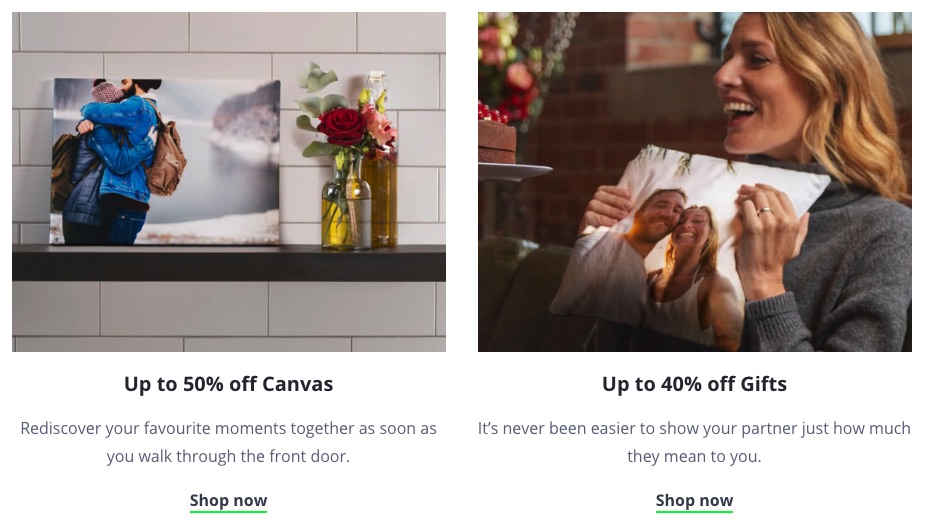 Up to 50% off Canvas
Rediscover your favourite moments together as soon as
you walk through the front door.
Shop now
Up to 40% off Gifts
It’s never been easier to show your partner just how much
they mean to you.
Shop now